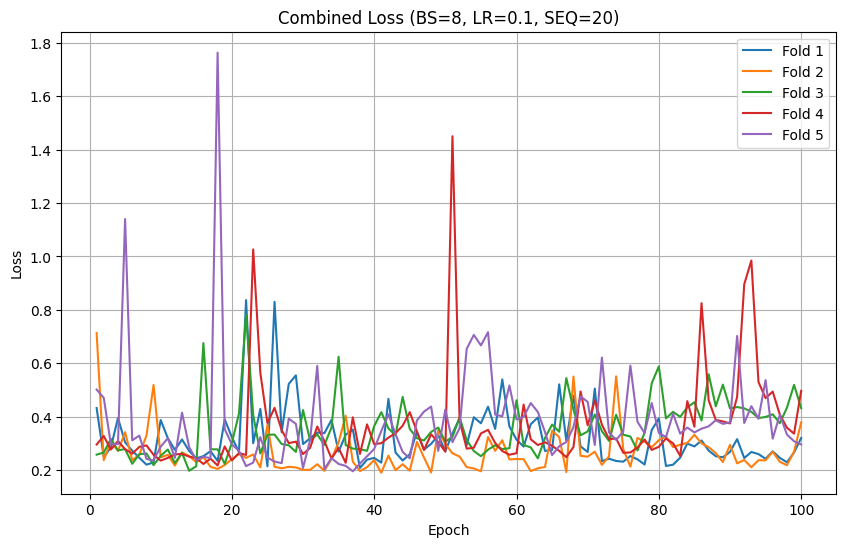 Combined Loss (BS=8, LR=0.1, SEQ=20)
Fold 1
Fold 2
Fold 3
Fold 4
Fold 5
Loss
1.8
1.6
1.4
1.2
1.0
0.8
0.6
0.4
0.2
0 20 40 60 80 100
Epoch